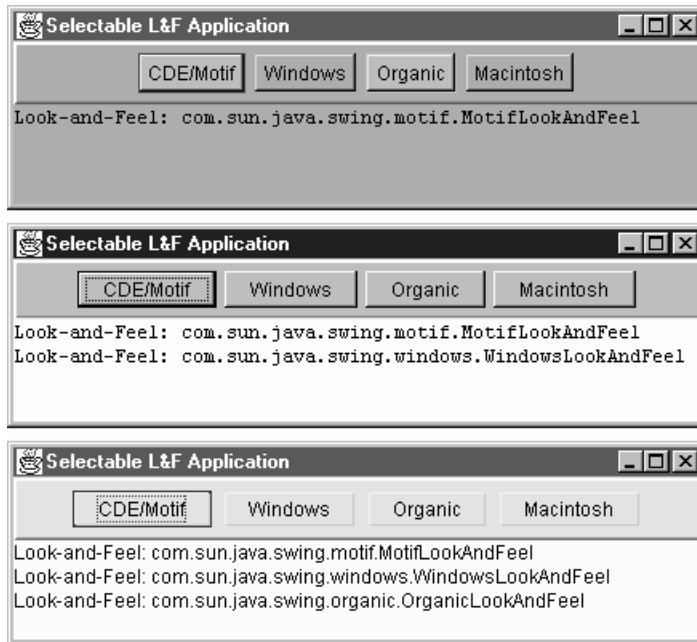 Selectable L&F Application
CDE/Motif Windows Organic Macintosh
Look-and-Feel: com.sun.java.swing.motif.MotifLookAndFeel
Selectable L&F Application
CDE/Motif Windows Organic Macintosh
Look-and-Feel: com.sun.java.swing.motif.MotifLookAndFeel
Look-and-Feel: com.sun.java.swing.windows.WindowsLookAndFeel
Selectable L&F Application
CDE/Motif Windows Organic Macintosh
Look-and-Feel: com.sun.java.swing.motif.MotifLookAndFeel
Look-and-Feel: com.sun.java.swing.windows.WindowsLookAndFeel
Look-and-Feel: com.sun.java.swing.organic.OrganicLookAndFeel